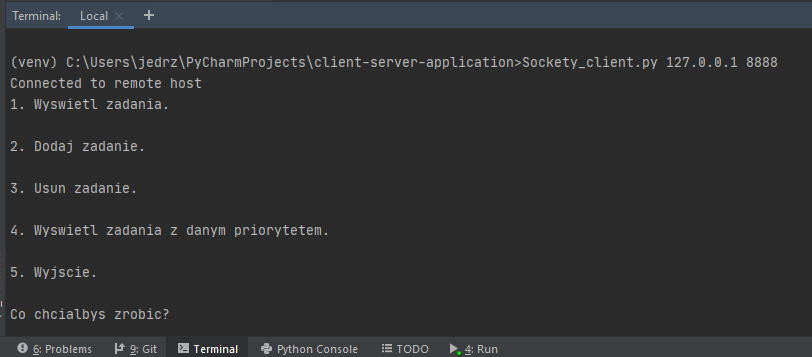 Terminal: Local × +
(venv) C:\Users\jedrz\PyCharmProjects\client-server-application>Sockety_client.py 127.0.0.1 8888
Connected to remote host
1. Wyswietl zadania.
2. Dodaj zadanie.
3. Usun zadanie.
4. Wyswietl zadania z danym priorytetem.
5. Wyjscie.
Co chcialbys zrobic?
6: Problems 9: Git Terminal Python Console TODO 4: Run